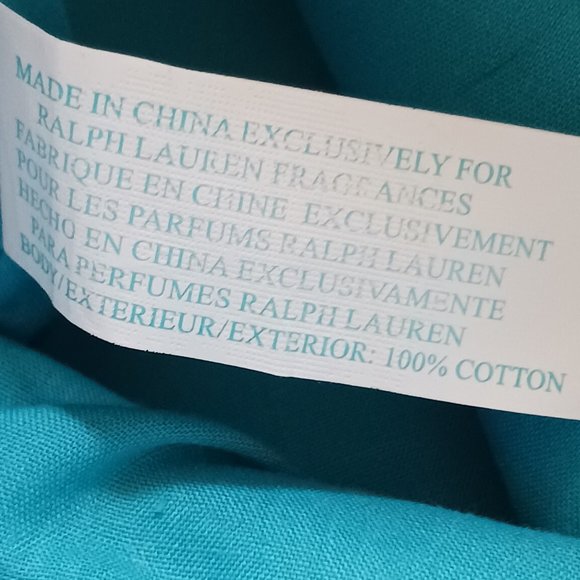 MADE IN CHINA EXCLUSIVELY FOR
RALPH LAUREN FRAGRANCES
FABRIQUE EN CHINE EXCLUSIVEMENT
POUR LES PARFUMS RALPH LAUREN
HECHO EN CHINA EXCLUSIVAMENTE
PARA PERFUMES RALPH LAUREN
BODY/EXTERIEUR/EXTERIOR: 100% COTTON